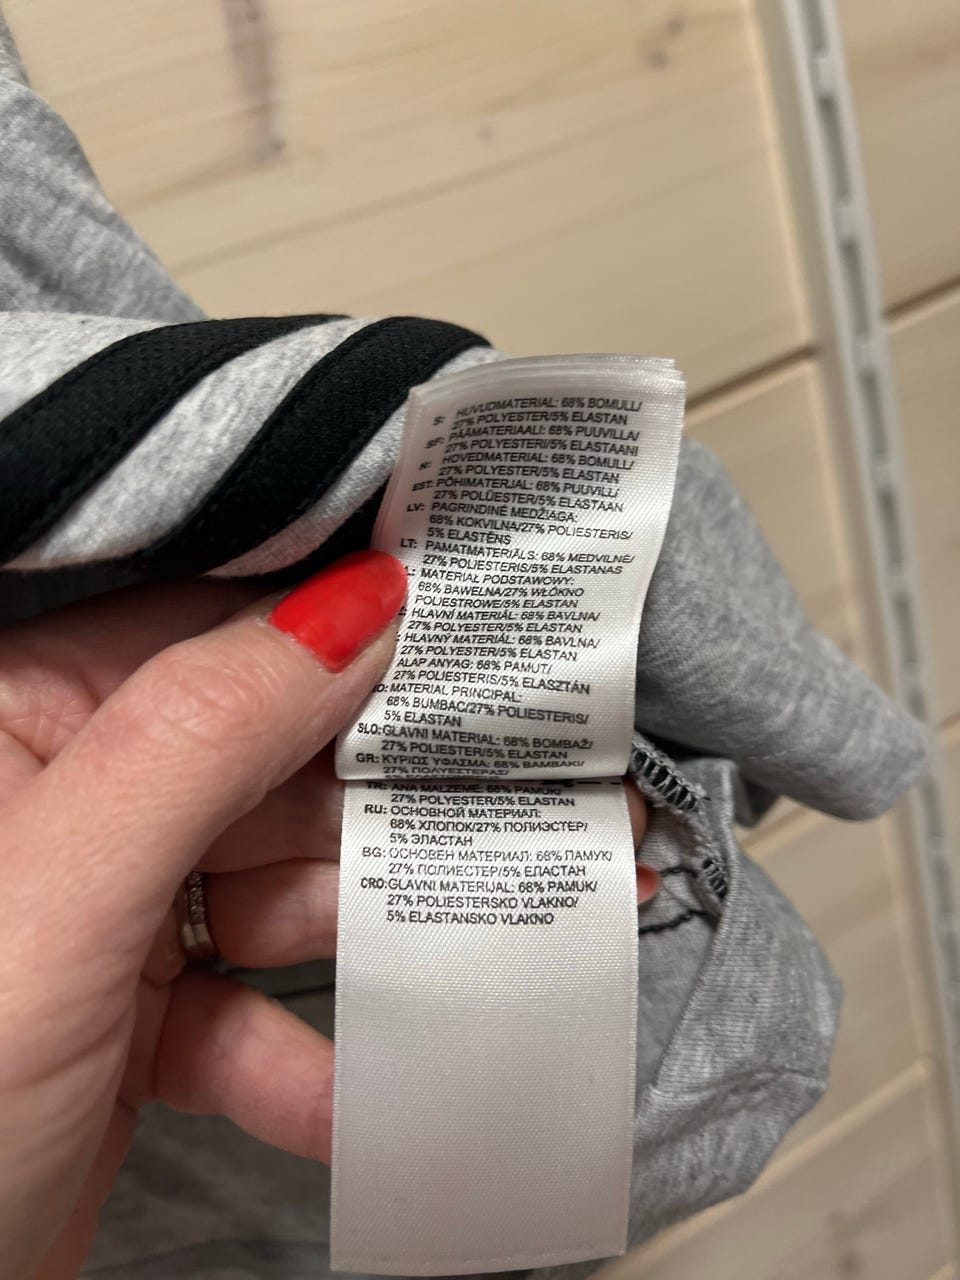 S: HUVUDMATERIAL: 68% BOMULL/
27% POLYESTER/5% ELASTAN
SF: PÄÄMATERIAALI: 68% PUUVILLA/
27% POLYESTERI/5% ELASTAANI
N: HOVEDMATERIAL: 68% BOMULL/
27% POLYESTER/5% ELASTAN
EST: PÕHIMATERJAL: 68% PUUVILL/
27% POLÜESTER/5% ELASTAAN
LV: PAGRINDINĖ MEDŽIAGA:
68% KOKVILNA/27% POLIESTERIS/
5% ELASTĒNS
LT: PAMATMATERIĀLS: 68% MEDVILNĖ/
27% POLIESTERIS/5% ELASTANAS
MATERIAŁ PODSTAWOWY:
68% BAWEŁNA/27% WŁÓKNO
POLIESTROWE/5% ELASTAN
HLAVNÍ MATERIÁL: 68% BAVLNA/
27% POLYESTER/5% ELASTAN
HLAVNÝ MATERIÁL: 68% BAVLNA/
27% POLYESTER/5% ELASTAN
ALAP ANYAG: 68% PAMUT/
27% POLIESTERIS/5% ELASZTÁN
RO: MATERIAL PRINCIPAL:
68% BUMBAC/27% POLIESTERIS/
5% ELASTAN
SLO: GLAVNI MATERIAL: 68% BOMBAŽ/
27% POLIESTER/5% ELASTAN
GR: ΚΥΡΙΩΣ ΥΦΑΣΜΑ: 68% ΒΑΜΒΑΚΙ/
27% ΠΟΛΥΕΣΤΕΡΑΣ/
TR: ANA MALZEME: 68% PAMUK/
27% POLYESTER/5% ELASTAN
RU: ОСНОВНОЙ МАТЕРИАЛ:
68% ХЛОПОК/27% ПОЛИЭСТЕР/
5% ЭЛАСТАН
BG: ОСНОВЕН МАТЕРИАЛ: 68% ПАМУК/
27% ПОЛИЕСТЕР/5% ЕЛАСТАН
CRO: GLAVNI MATERIJAL: 68% PAMUK/
27% POLIESTERSKO VLAKNO/
5% ELASTANSKO VLAKNO